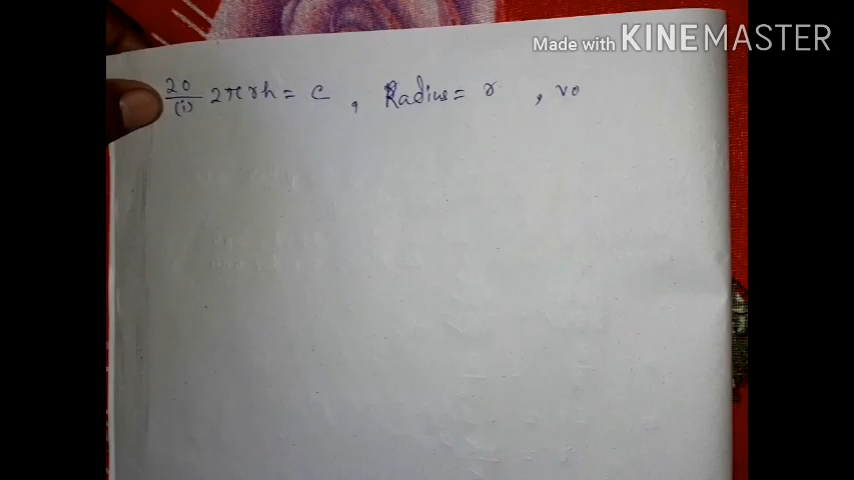 Made with KINEMASTER
20/(i) 2πrh = c , Radius = r , vo